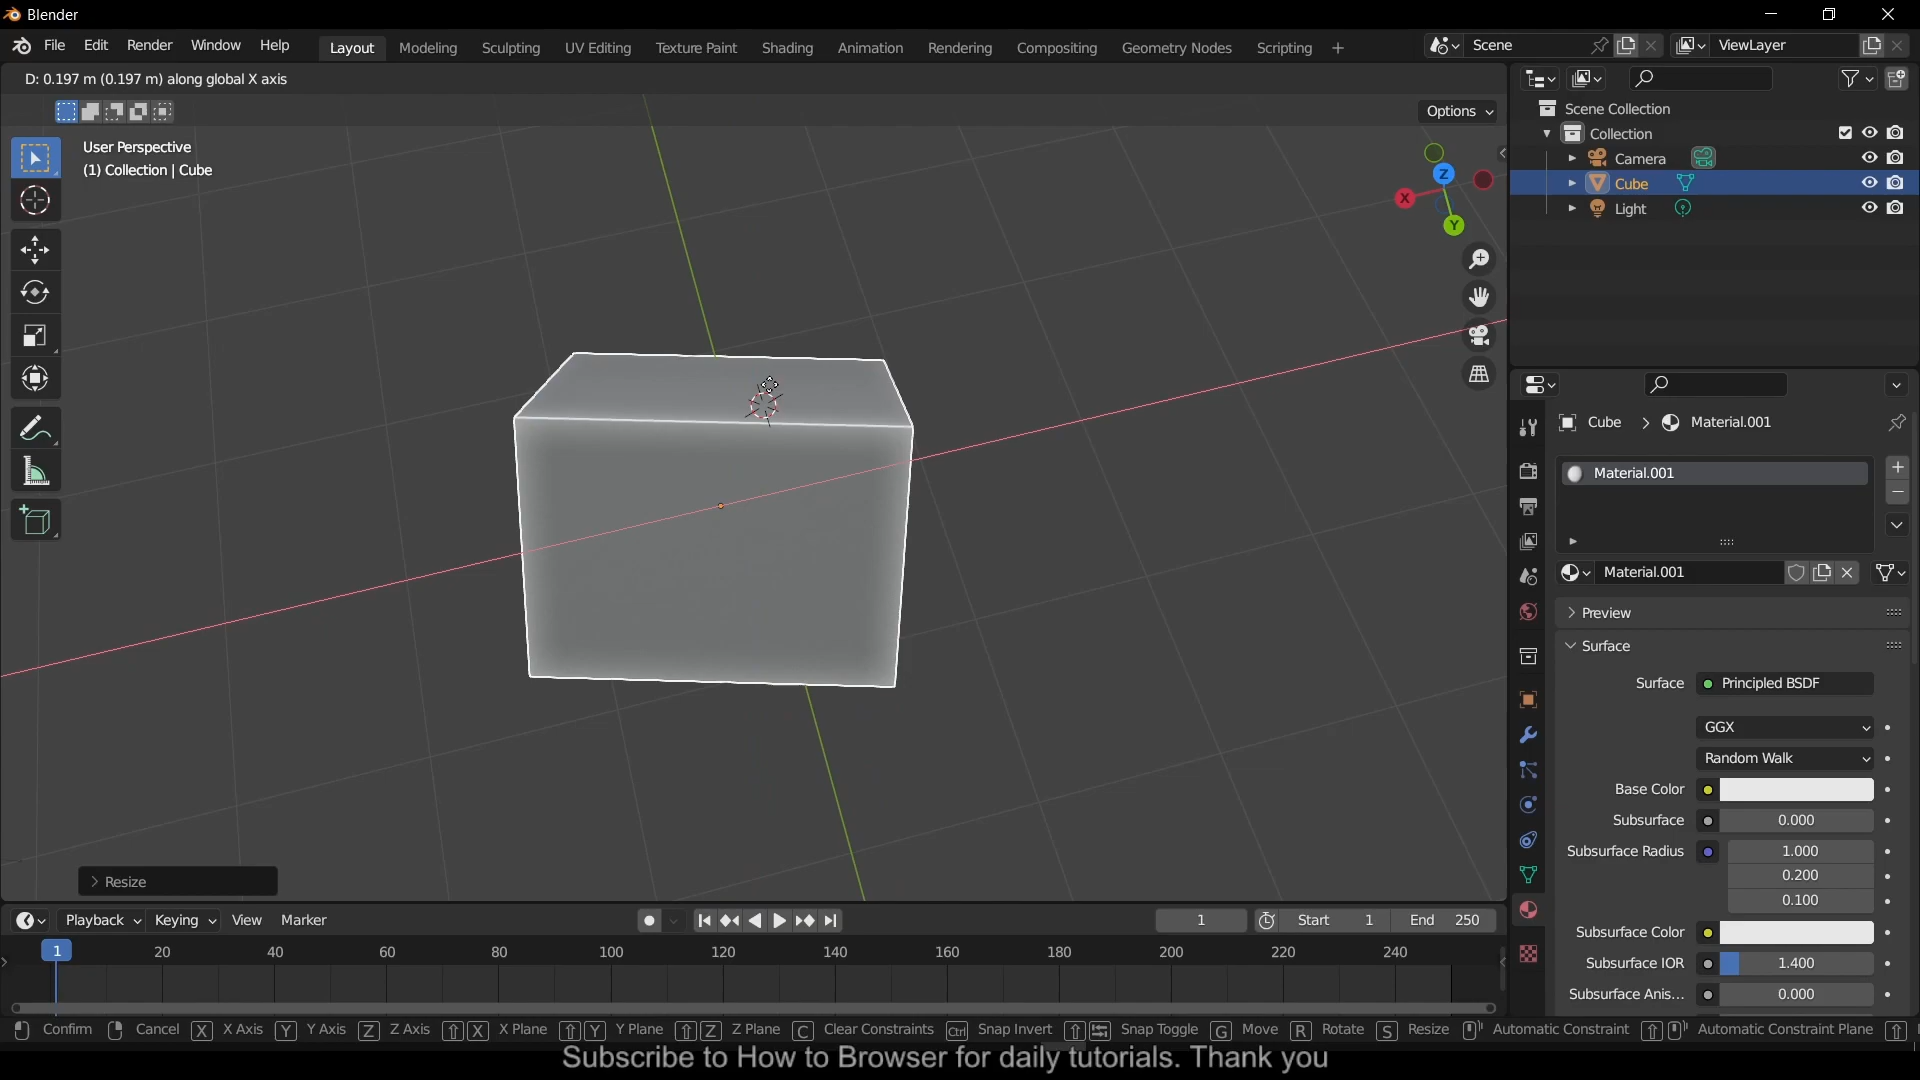 Blender
File Edit Render Window Help Layout Modeling Sculpting UV Editing Texture Paint Shading Animation Rendering Compositing Geometry Nodes Scripting + Scene ViewLayer
D: 0.197 m (0.197 m) along global X axis
Options
User Perspective
(1) Collection | Cube
Z
X
Y
Scene Collection
Collection
Camera
Cube
Light
Cube > Material.001
Material.001
Material.001
Preview
Surface
Surface Principled BSDF
GGX
Random Walk
Base Color
Subsurface 0.000
Subsurface Radius 1.000
0.200
0.100
Subsurface Color
Subsurface IOR 1.400
Subsurface Anis... 0.000
> Resize
Playback Keying View Marker 1 Start 1 End 250
1 20 40 60 80 100 120 140 160 180 200 220 240
Confirm Cancel X X Axis Y Y Axis Z Z Axis X X Plane Y Y Plane Z Z Plane C Clear Constraints Ctrl Snap Invert Snap Toggle G Move R Rotate S Resize Automatic Constraint Automatic Constraint Plane
Subscribe to How to Browser for daily tutorials. Thank you